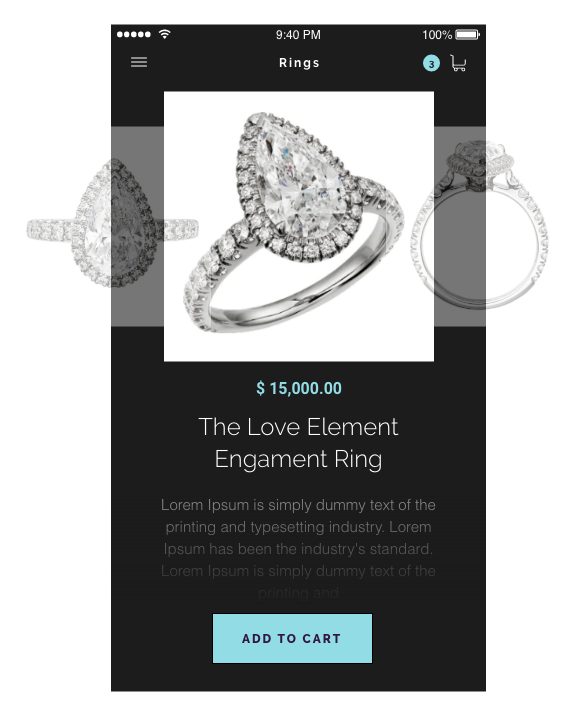 9:40 PM
100%
Rings
3
$ 15,000.00
The Love Element
Engament Ring
Lorem Ipsum is simply dummy text of the
printing and typesetting industry. Lorem
Ipsum has been the industry's standard.
Lorem Ipsum is simply dummy text of the
printing and
ADD TO CART